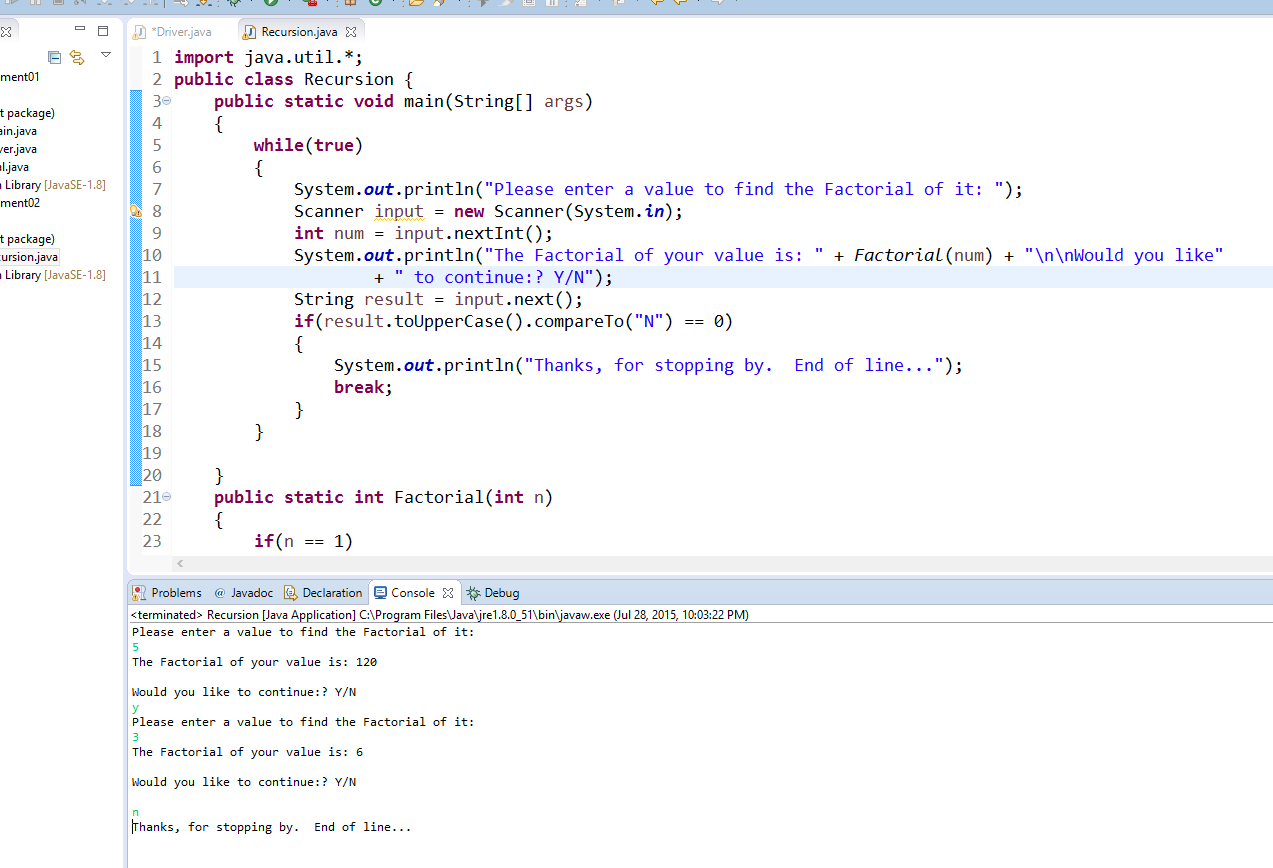 *Driver.java Recursion.java
ment01
t package)
ain.java
ver.java
l.java
Library [JavaSE-1.8]
ment02
t package)
ursion.java
Library [JavaSE-1.8]
1 import java.util.*;
2 public class Recursion {
3 public static void main(String[] args)
4 {
5 while(true)
6 {
7 System.out.println("Please enter a value to find the Factorial of it: ");
8 Scanner input = new Scanner(System.in);
9 int num = input.nextInt();
10 System.out.println("The Factorial of your value is: " + Factorial(num) + "\n\nWould you like"
11 + " to continue:? Y/N");
12 String result = input.next();
13 if(result.toUpperCase().compareTo("N") == 0)
14 {
15 System.out.println("Thanks, for stopping by.  End of line...");
16 break;
17 }
18 }
19
20 }
21 public static int Factorial(int n)
22 {
23 if(n == 1)
Problems @ Javadoc Declaration Console Debug
<terminated> Recursion [Java Application] C:\Program Files\Java\jre1.8.0_51\bin\javaw.exe (Jul 28, 2015, 10:03:22 PM)
Please enter a value to find the Factorial of it:
5
The Factorial of your value is: 120
Would you like to continue:? Y/N
y
Please enter a value to find the Factorial of it:
3
The Factorial of your value is: 6
Would you like to continue:? Y/N
n
Thanks, for stopping by.  End of line...